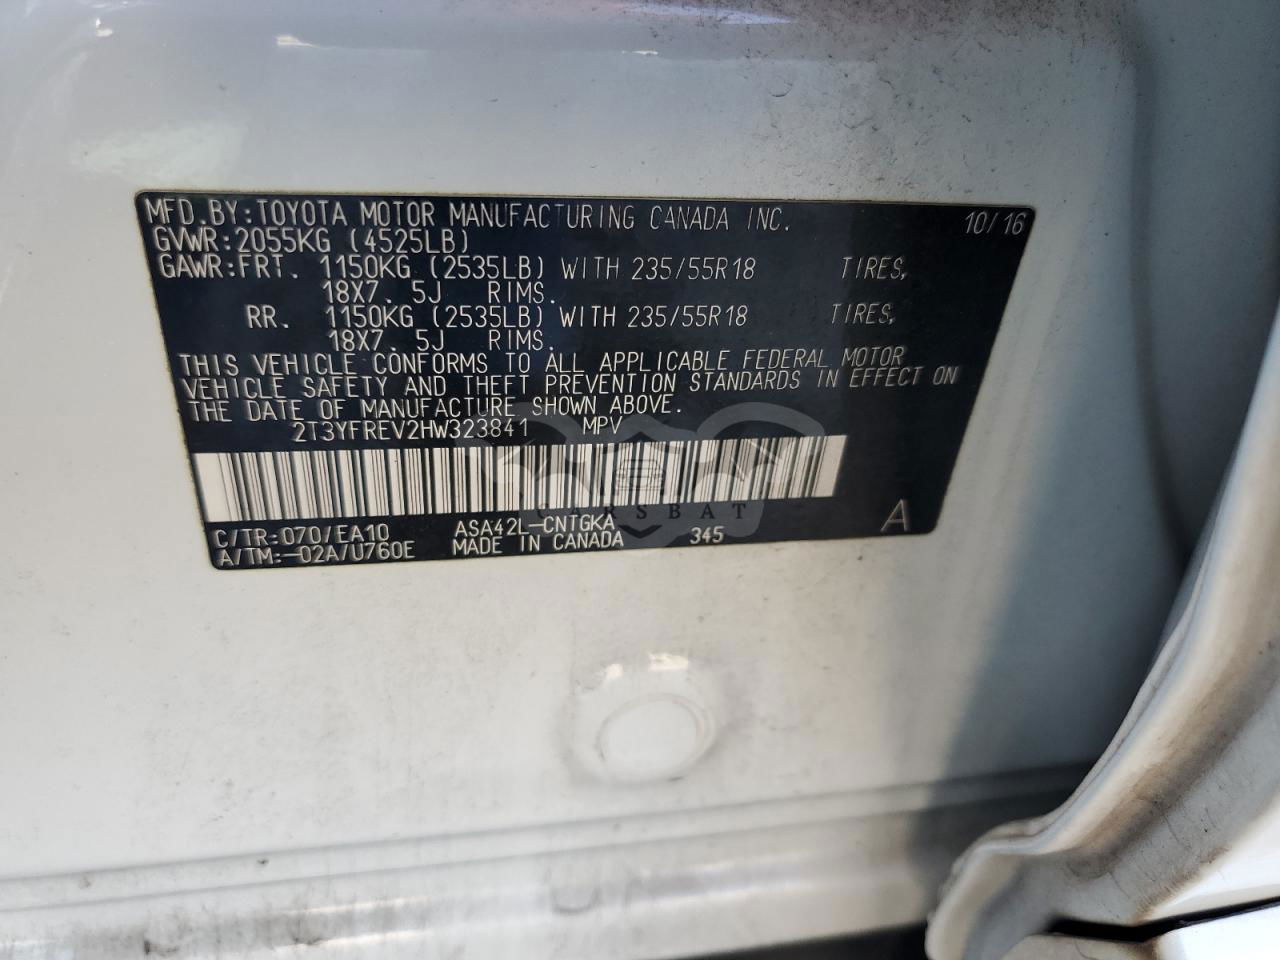 MFD.BY:TOYOTA MOTOR MANUFACTURING CANADA INC. 10/16
GVWR:2055KG (4525LB)
GAWR:FRT. 1150KG (2535LB) WITH 235/55R18 TIRES,
18X7. 5J RIMS.
RR. 1150KG (2535LB) WITH 235/55R18 TIRES,
18X7. 5J RIMS.
THIS VEHICLE CONFORMS TO ALL APPLICABLE FEDERAL MOTOR
VEHICLE SAFETY AND THEFT PREVENTION STANDARDS IN EFFECT ON
THE DATE OF MANUFACTURE SHOWN ABOVE.
2T3YFREV2HW323841 MPV
CARSBAT
C/TR:070/EA10 ASA42L-CNTGKA 345 A
A/TM:-02A/U760E MADE IN CANADA